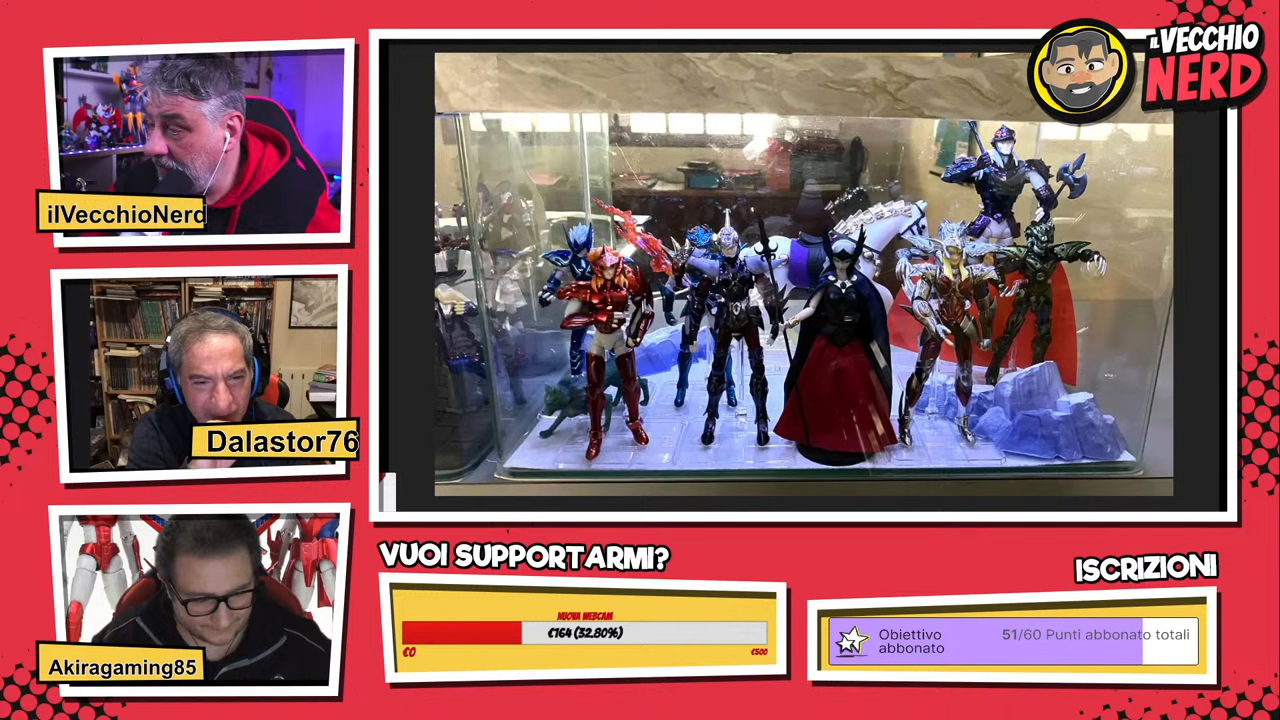 IL VECCHIO
NERD
ilVecchioNerd
Dalastor76
Akiragaming85
VUOI SUPPORTARMI?
NUOVA WEBCAM
€164 (32.80%)
€0
€500
ISCRIZIONI
Obiettivo
abbonato
51/60 Punti abbonato totali